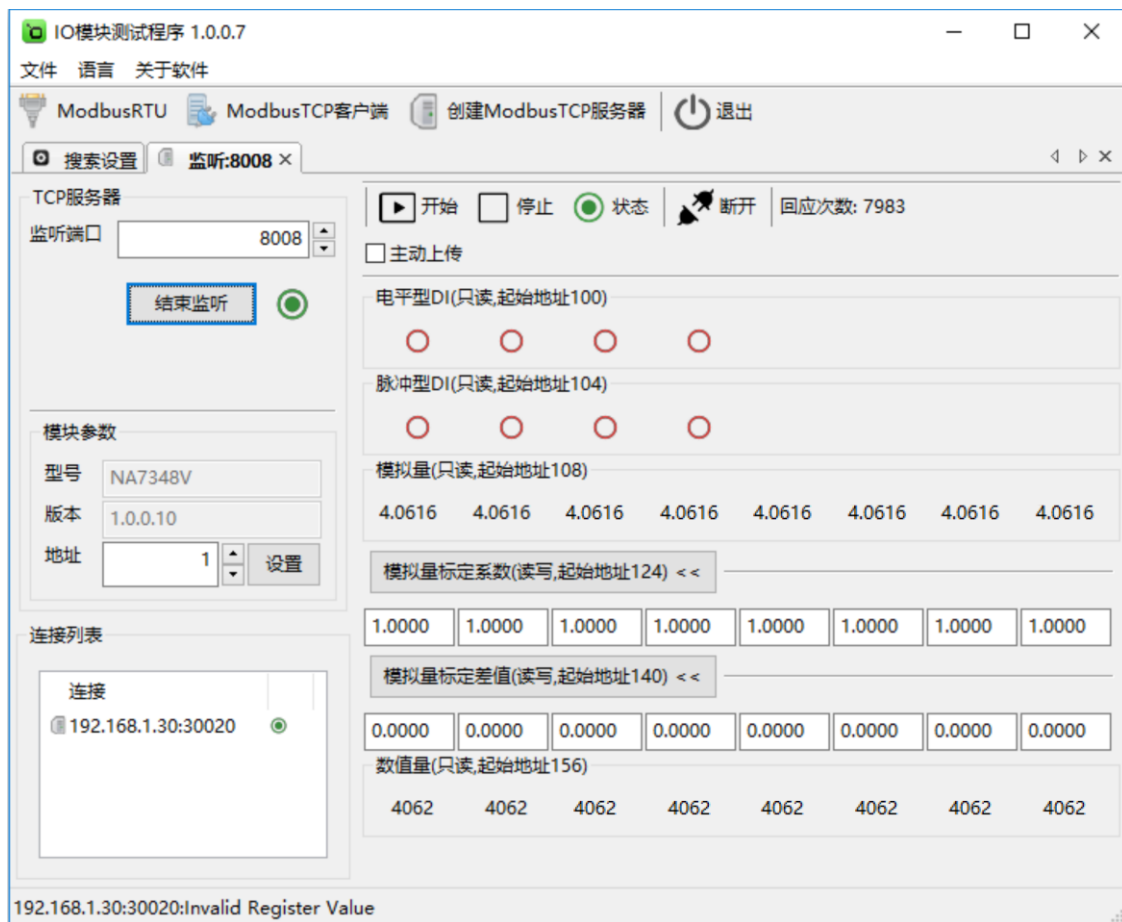 IO模块测试程序 1.0.0.7
文件 语言 关于软件
ModbusRTU ModbusTCP客户端 创建ModbusTCP服务器 退出
搜索设置 监听:8008
TCP服务器
监听端口 8008
结束监听
模块参数
型号 NA7348V
版本 1.0.0.10
地址 1 设置
连接列表
连接
192.168.1.30:30020
开始 停止 状态 断开 回应次数: 7983
主动上传
电平型DI(只读,起始地址100)
脉冲型DI(只读,起始地址104)
模拟量(只读,起始地址108)
4.0616 4.0616 4.0616 4.0616 4.0616 4.0616 4.0616 4.0616
模拟量标定系数(读写,起始地址124) <<
1.0000 1.0000 1.0000 1.0000 1.0000 1.0000 1.0000 1.0000
模拟量标定差值(读写,起始地址140) <<
0.0000 0.0000 0.0000 0.0000 0.0000 0.0000 0.0000 0.0000
数值量(只读,起始地址156)
4062 4062 4062 4062 4062 4062 4062 4062
192.168.1.30:30020:Invalid Register Value